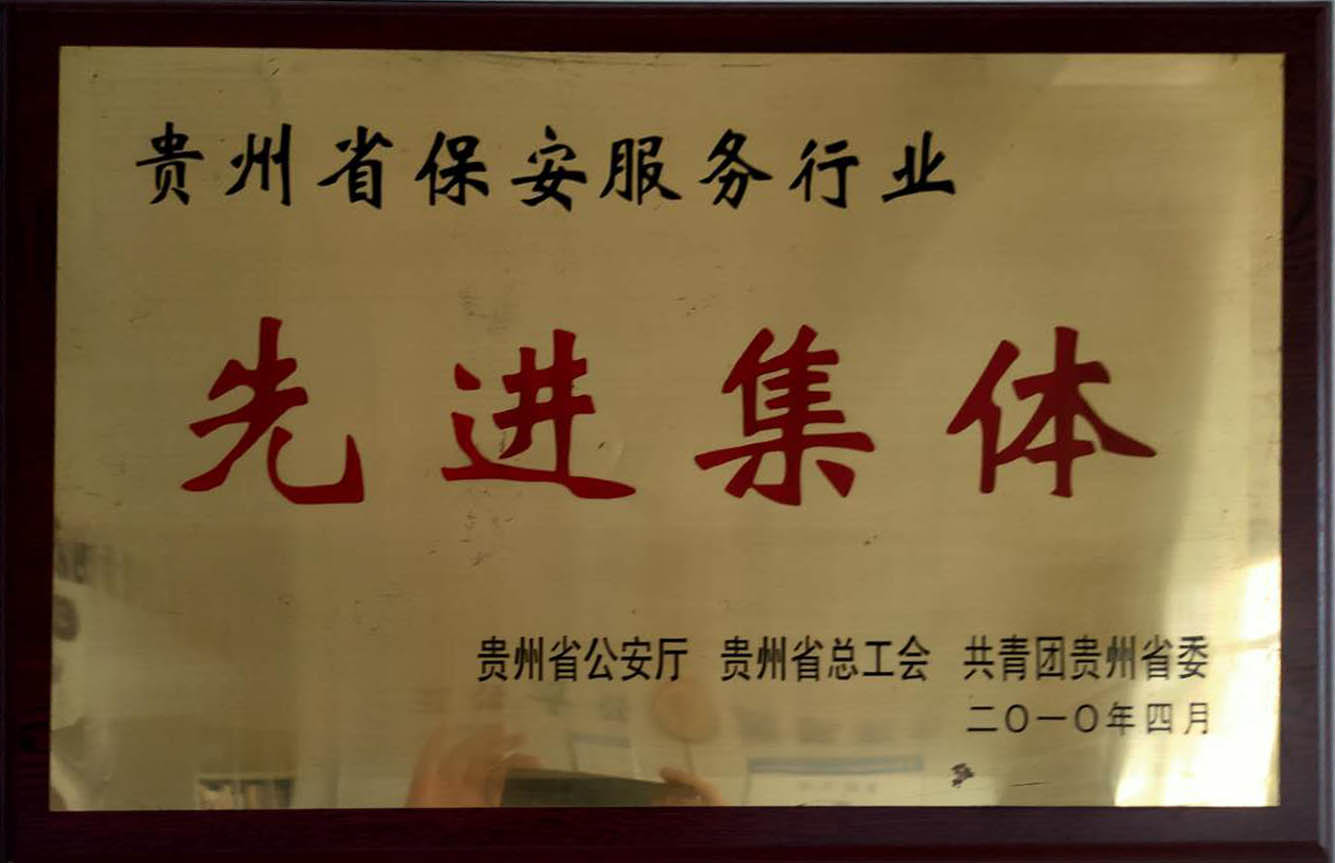 贵州省保安服务行业
先进集体
贵州省公安厅 贵州省总工会 共青团贵州省委
二〇一〇年四月